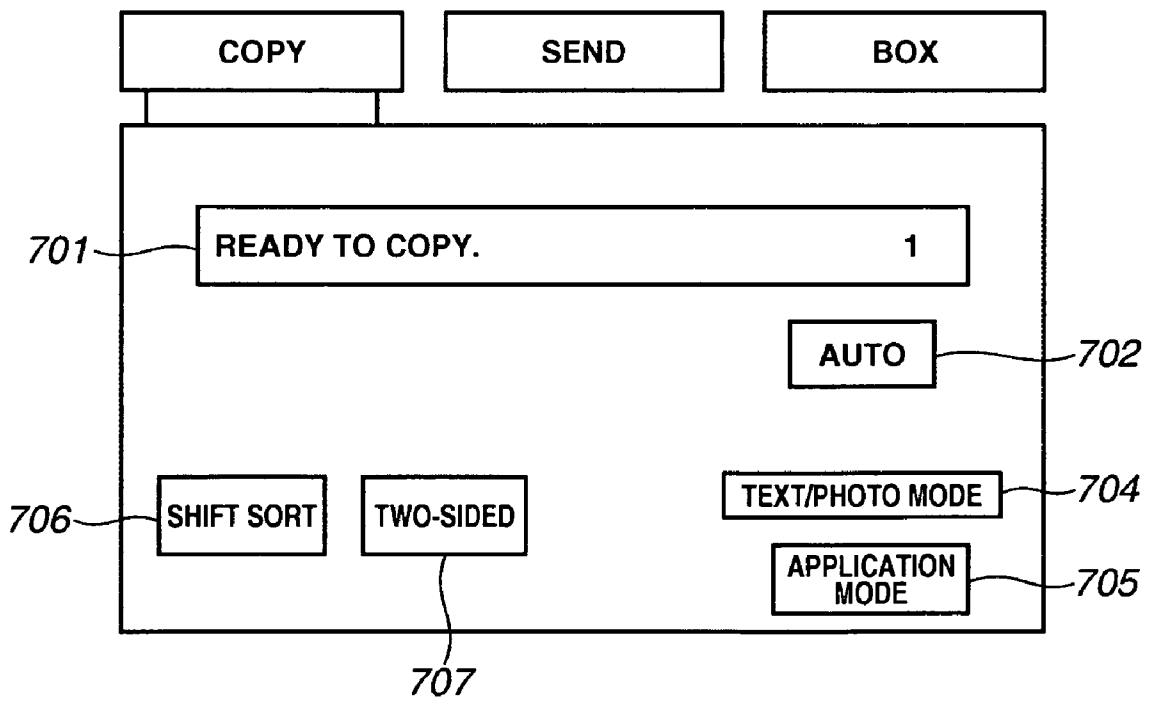 COPY SEND BOX
701 READY TO COPY. 1
AUTO 702
706 SHIFT SORT TWO-SIDED TEXT/PHOTO MODE 704
APPLICATION
MODE 705
707